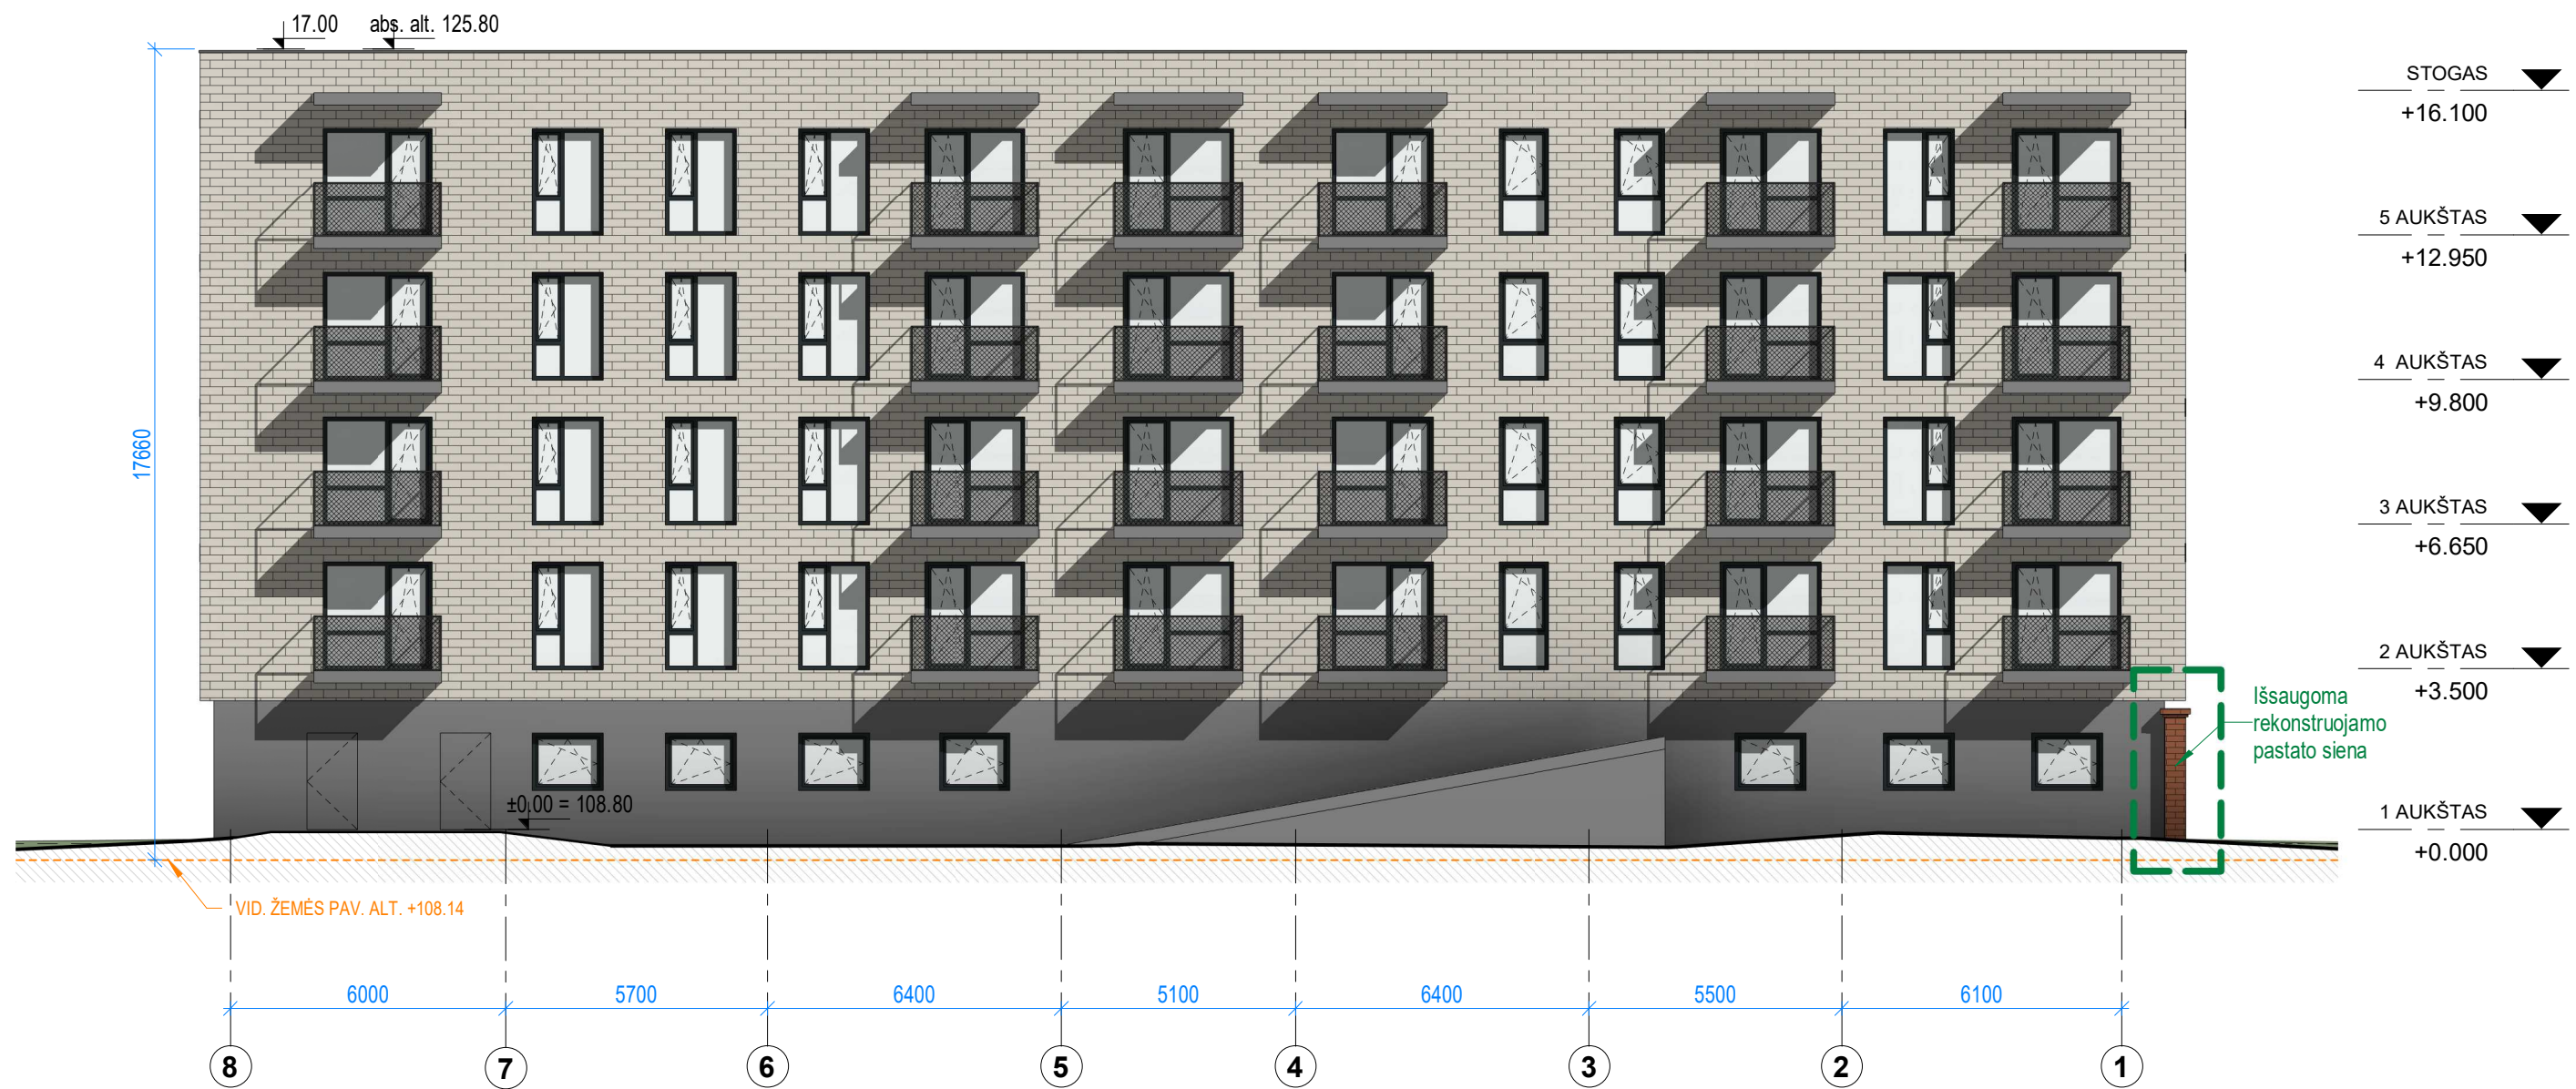 17.00
abs. alt. 125.80
STOGAS
+16.100
5 AUKŠTAS
+12.950
4 AUKŠTAS
+9.800
17660
3 AUKŠTAS
+6.650
2 AUKŠTAS
+3.500
Išsaugoma
rekonstruojamo
pastato siena
±0.00 = 108.80
1 AUKŠTAS
+0.000
VID. ŽEMĖS PAV. ALT. +108.14
6000
5700
6400
5100
6400
5500
6100
8
7
6
5
4
3
2
1